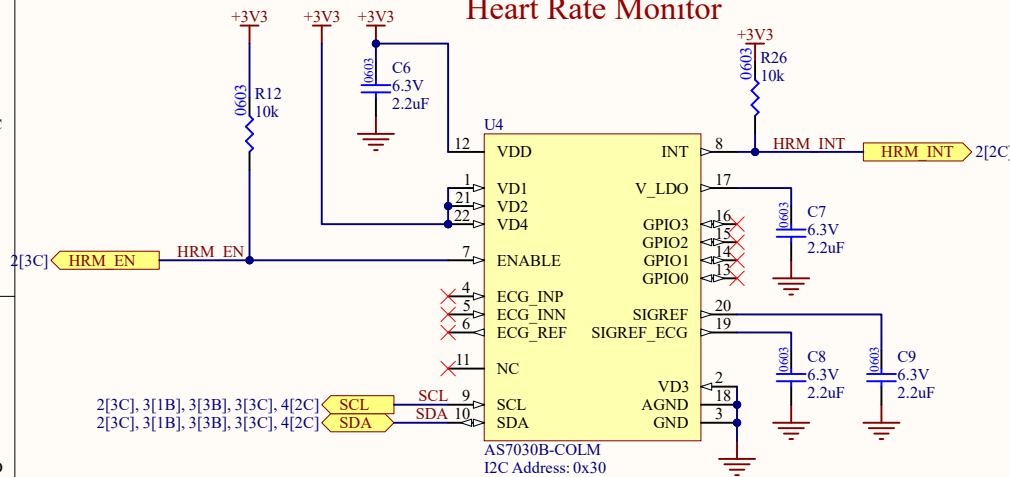 Heart Rate Monitor
+3V3
+3V3
+3V3
+3V3
0603
R12
10k
0603
C6
6.3V
2.2uF
0603
R26
10k
U4
12 VDD
1 VD1
21 VD2
22 VD4
7 ENABLE
4 ECG_INP
5 ECG_INN
6 ECG_REF
11 NC
9 SCL
10 SDA
INT 8
V_LDO 17
GPIO3 16
GPIO2 15
GPIO1 14
GPIO0 13
SIGREF 20
SIGREF_ECG 19
VD3 2
AGND 18
GND 3
HRM_INT
HRM_INT
2[2C
0603
C7
6.3V
2.2uF
2[3C]
HRM_EN
HRM_EN
0603
C8
6.3V
2.2uF
0603
C9
6.3V
2.2uF
2[3C], 3[1B], 3[3B], 3[3C], 4[2C] SCL
SCL
2[3C], 3[1B], 3[3B], 3[3C], 4[2C] SDA
SDA
AS7030B-COLM
I2C Address: 0x30